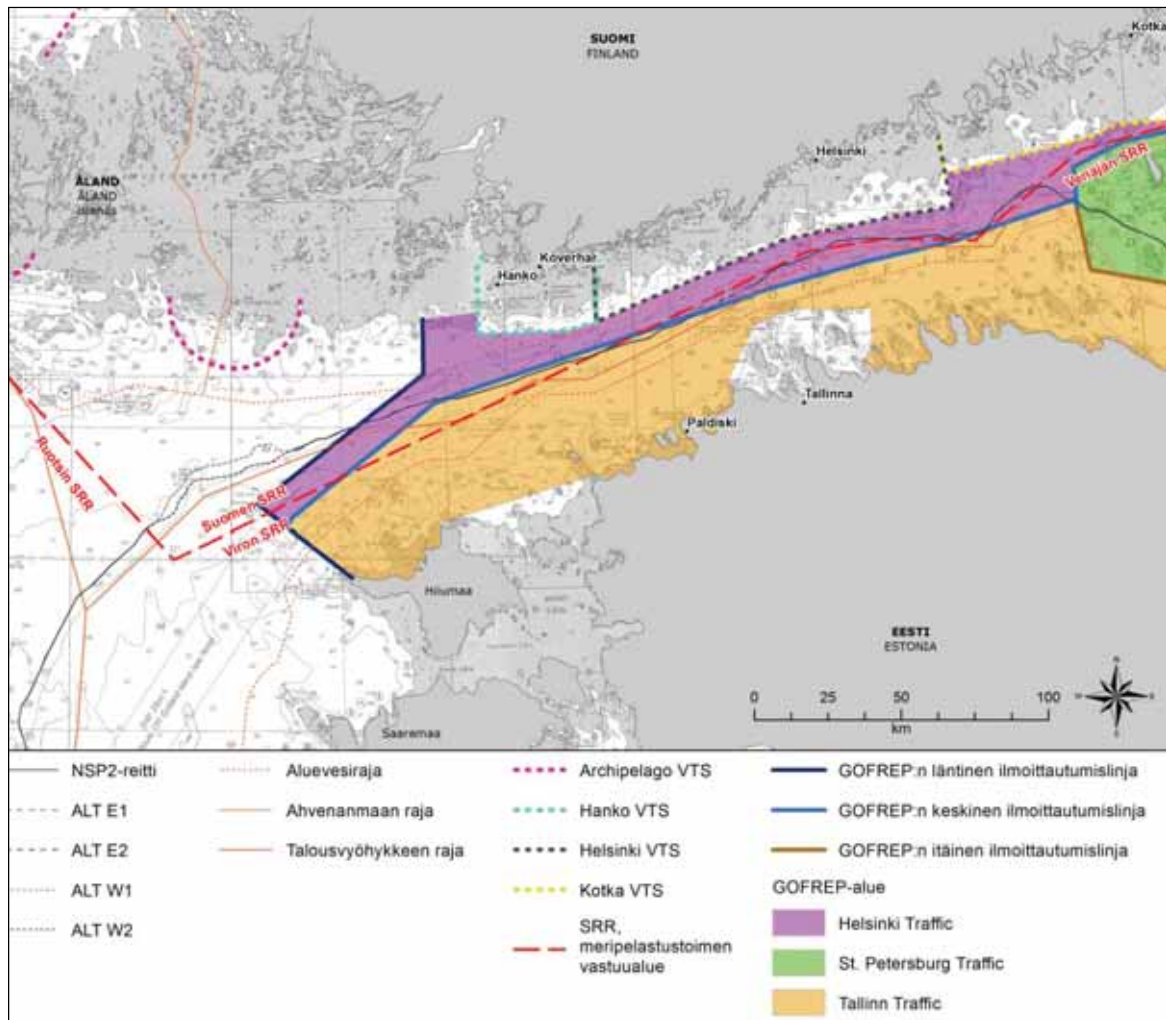 SUOMI
FINLAND
Kotka
Helsinki
Venäjän SRR
ÅLAND
ÅLAND
Islands
Koverhar
Hanko
Tallinna
Paldiski
Ruotsin SRR
Suomen SRR
Viron SRR
Hiiumaa
EESTI
ESTONIA
Saaremaa
N
W
E
S
0 25 50 100
km
NSP2-reitti
ALT E1
ALT E2
ALT W1
ALT W2
Aluevesiraja
Ahvenanmaan raja
Talousvyöhykkeen raja
Archipelago VTS
Hanko VTS
Helsinki VTS
Kotka VTS
SRR,
meripelastustoimen
vastuualue
GOFREP:n läntinen ilmoittautumislinja
GOFREP:n keskinen ilmoittautumislinja
GOFREP:n itäinen ilmoittautumislinja
GOFREP-alue
Helsinki Traffic
St. Petersburg Traffic
Tallinn Traffic